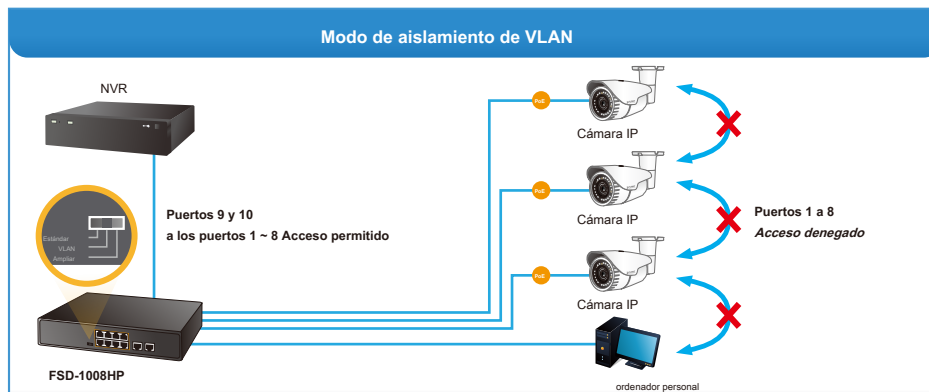 Modo de aislamiento de VLAN
NVR
PoE
Cámara IP
Puertos 9 y 10
a los puertos 1 ~ 8 Acceso permitido
Estándar
VLAN
Ampliar
PoE
Cámara IP
Puertos 1 a 8
Acceso denegado
PoE
Cámara IP
FSD-1008HP
ordenador personal